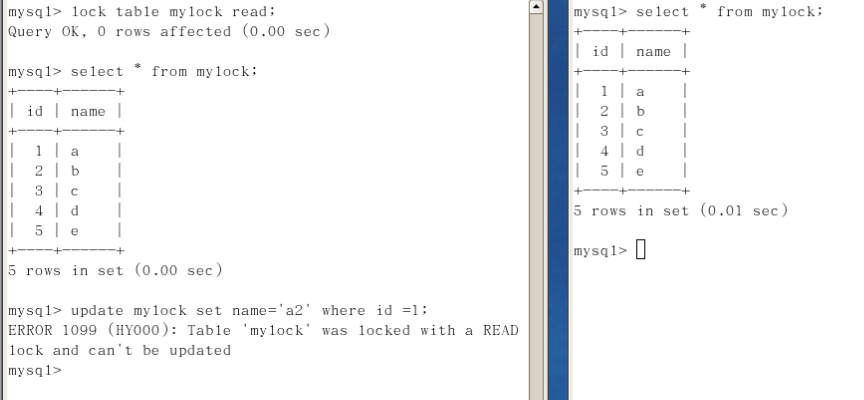 mysql> lock table mylock read;
Query OK, 0 rows affected (0.00 sec)
mysql> select * from mylock;
+----+------+
| id | name |
+----+------+
| 1 | a |
| 2 | b |
| 3 | c |
| 4 | d |
| 5 | e |
+----+------+
5 rows in set (0.00 sec)
mysql> update mylock set name='a2' where id =1;
ERROR 1099 (HY000): Table 'mylock' was locked with a READ
lock and can't be updated
mysql>
mysql> select * from mylock;
+----+------+
| id | name |
+----+------+
| 1 | a |
| 2 | b |
| 3 | c |
| 4 | d |
| 5 | e |
+----+------+
5 rows in set (0.01 sec)
mysql>